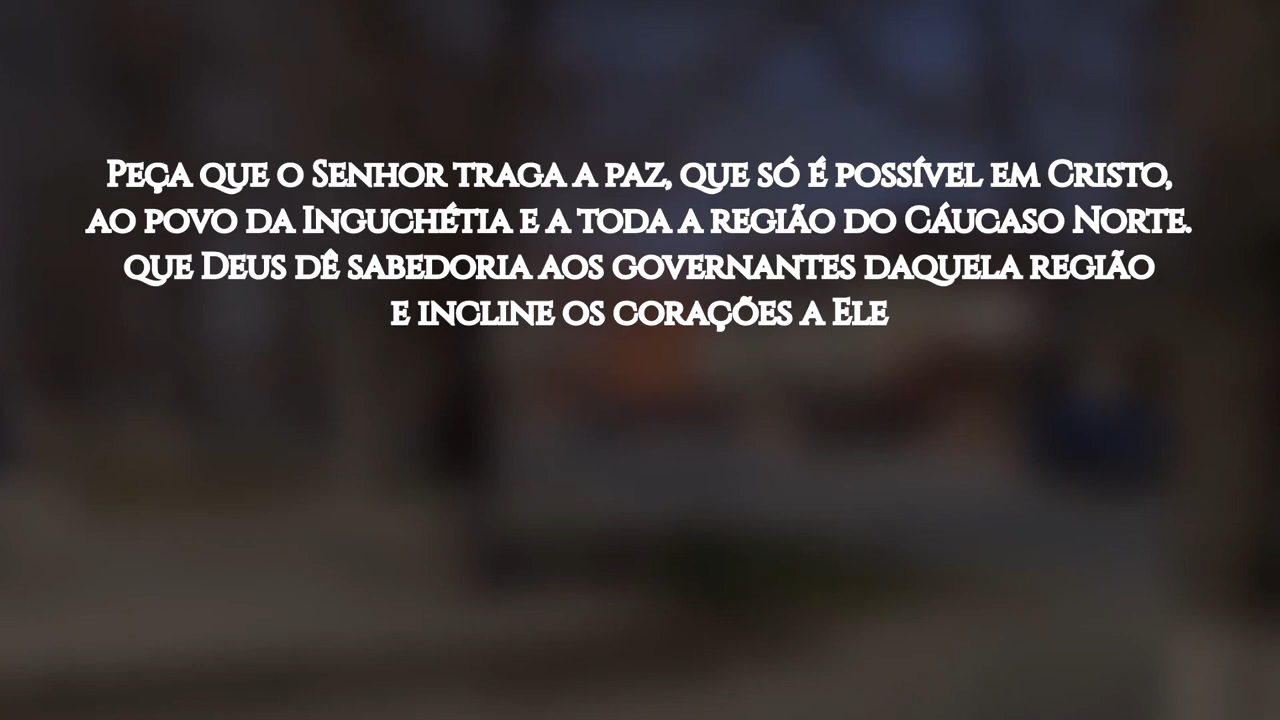 Peça que o Senhor traga a paz, que só é possível em Cristo,
ao povo da Inguchétia e a toda a região do Cáucaso Norte.
que Deus dê sabedoria aos governantes daquela região
e incline os corações a Ele